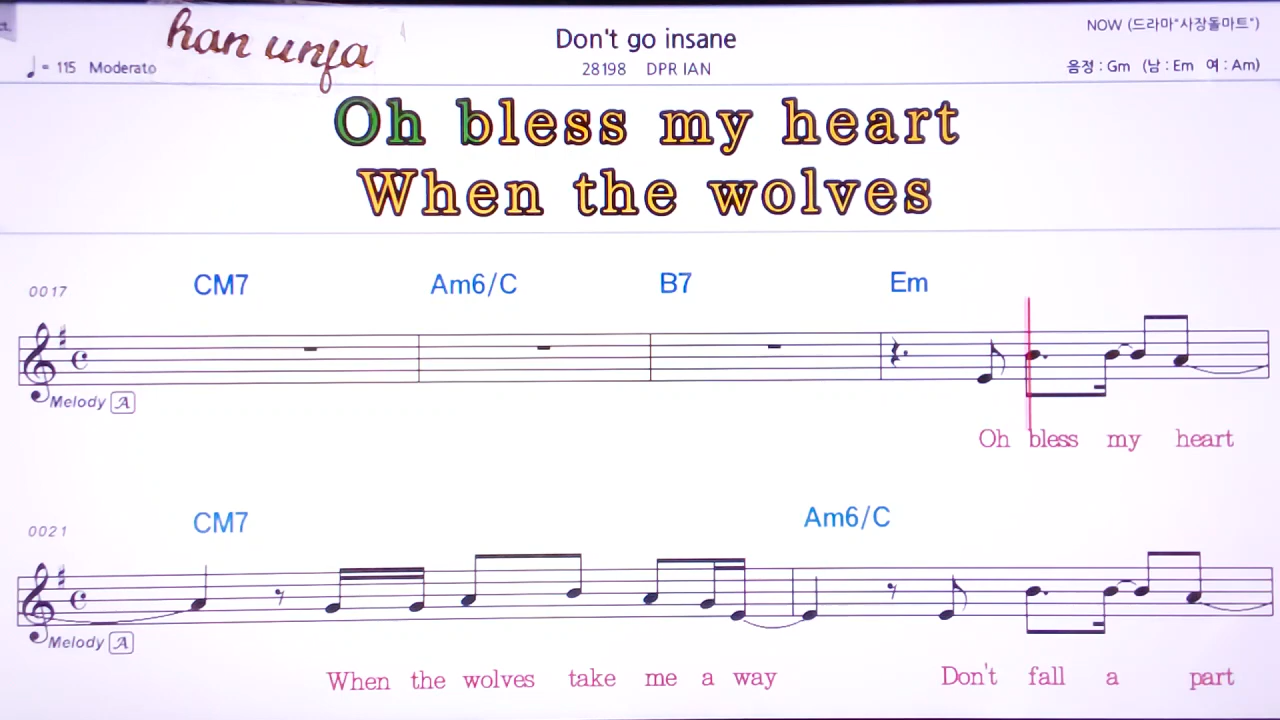 han unfa
Don't go insane
NOW (드라마"사장돌마트")
♩= 115 Moderato
28198 DPR IAN
음정 : Gm (남 : Em 여 : Am)
Oh bless my heart
When the wolves
CM7 Am6/C B7 Em
0017
Melody A
Oh bless my heart
CM7 Am6/C
0021
Melody A
When the wolves take me a way Don't fall a part